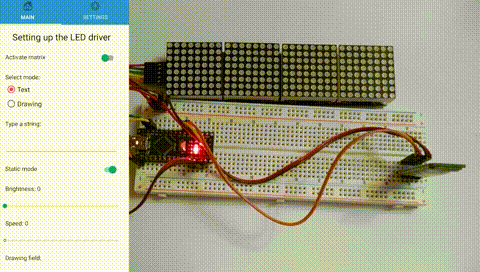 MAIN SETTINGS
Setting up the LED driver
Activate matrix
Select mode:
Text
Drawing
Type a string:
Static mode
Brightness: 0
Speed: 0
Drawing field: